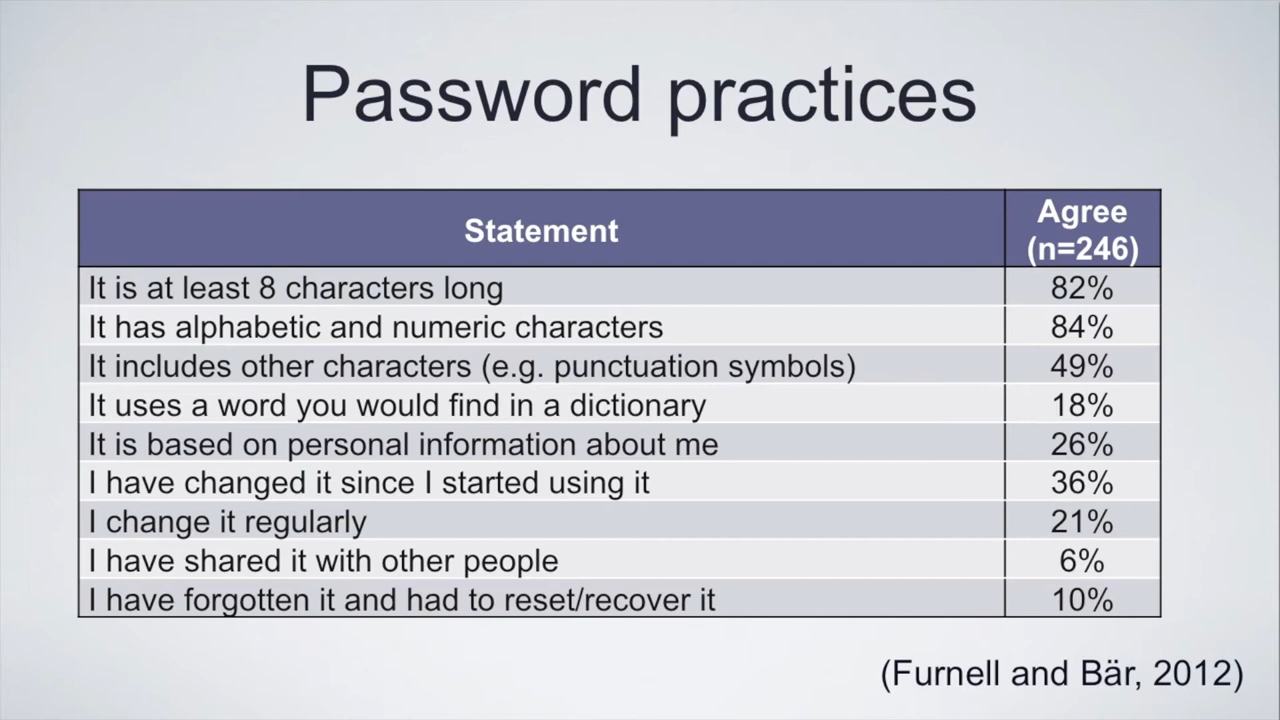 Password practices
Statement
Agree
(n=246)
It is at least 8 characters long 82%
It has alphabetic and numeric characters 84%
It includes other characters (e.g. punctuation symbols) 49%
It uses a word you would find in a dictionary 18%
It is based on personal information about me 26%
I have changed it since I started using it 36%
I change it regularly 21%
I have shared it with other people 6%
I have forgotten it and had to reset/recover it 10%
(Furnell and Bär, 2012)